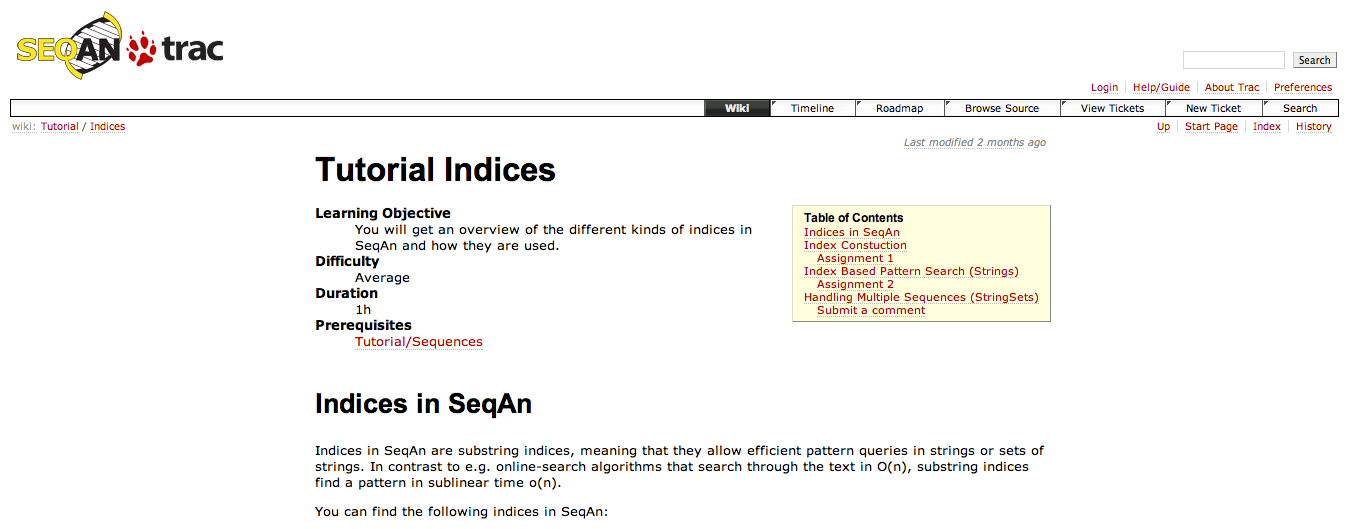 SEQAN trac
Search
Login Help/Guide About Trac Preferences
Wiki Timeline Roadmap Browse Source View Tickets New Ticket Search
wiki: Tutorial / Indices
Up Start Page Index History
Last modified 2 months ago
Tutorial Indices
Learning Objective
You will get an overview of the different kinds of indices in
SeqAn and how they are used.
Difficulty
Average
Duration
1h
Prerequisites
Tutorial/Sequences
Table of Contents
Indices in SeqAn
Index Constuction
Assignment 1
Index Based Pattern Search (Strings)
Assignment 2
Handling Multiple Sequences (StringSets)
Submit a comment
Indices in SeqAn
Indices in SeqAn are substring indices, meaning that they allow efficient pattern queries in strings or sets of
strings. In contrast to e.g. online-search algorithms that search through the text in O(n), substring indices
find a pattern in sublinear time o(n).
You can find the following indices in SeqAn: